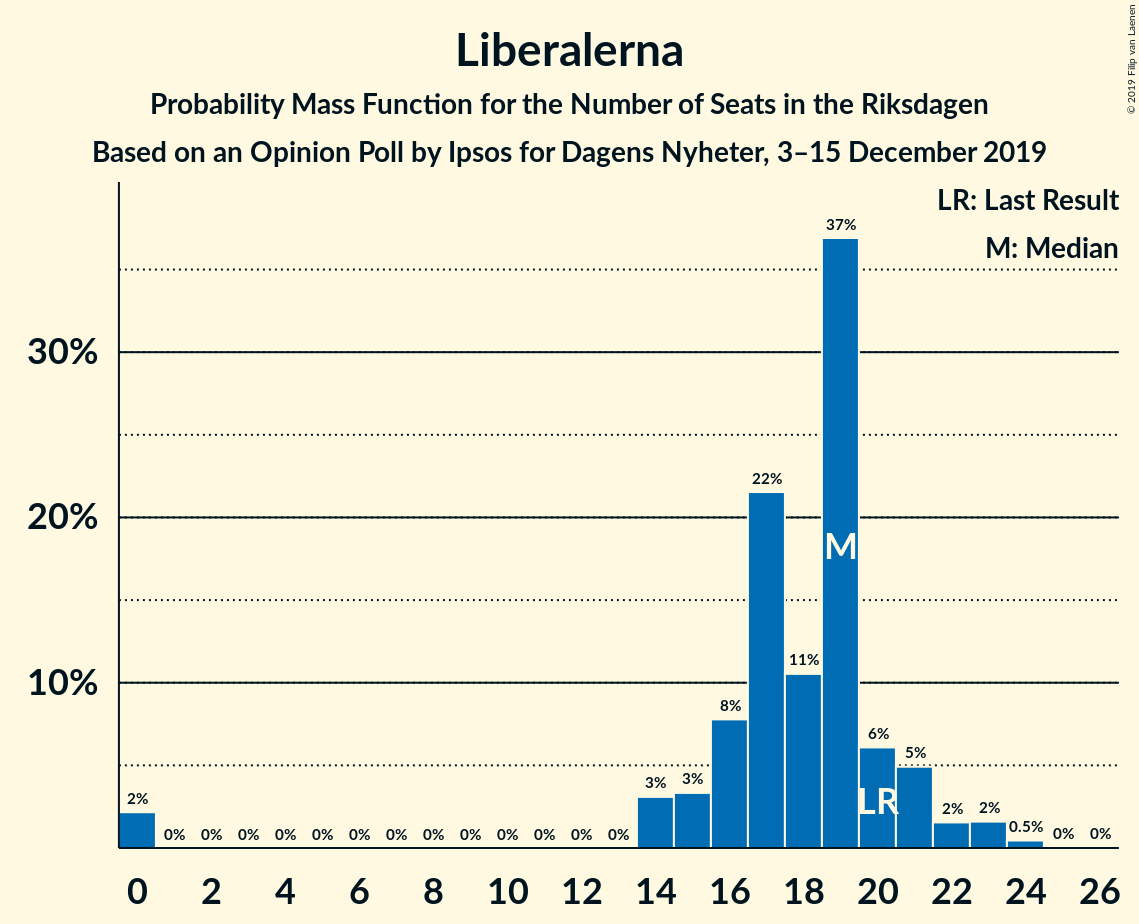 Liberalerna
Probability Mass Function for the Number of Seats in the Riksdagen
Based on an Opinion Poll by Ipsos for Dagens Nyheter, 3–15 December 2019
© 2019 Filip van Laenen
LR: Last Result
M: Median
30%
20%
10%
2% 0% 0% 0% 0% 0% 0% 0% 0% 0% 0% 0% 0% 0% 3% 3% 8% 22% 11% 37% 6% 5% 2% 2% 0.5% 0% 0%
M
LR
0 2 4 6 8 10 12 14 16 18 20 22 24 26